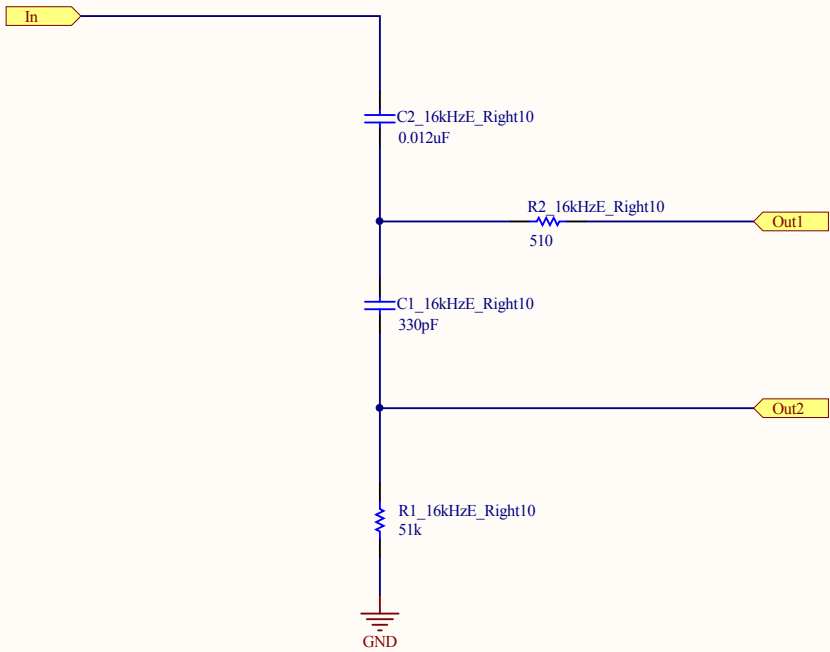 In
C2_16kHzE_Right10
0.012uF
R2_16kHzE_Right10
Out1
510
C1_16kHzE_Right10
330pF
Out2
R1_16kHzE_Right10
51k
GND